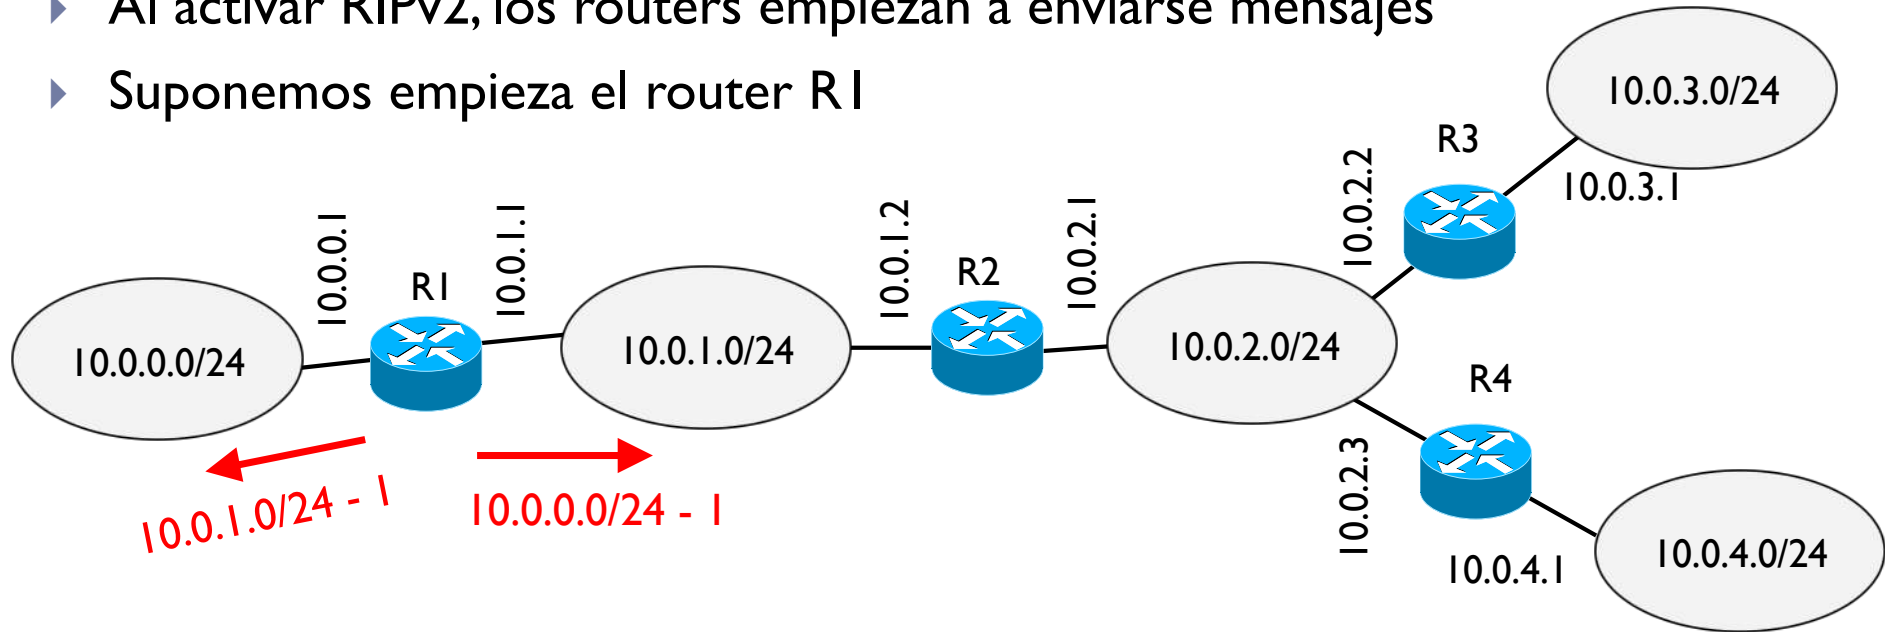 Al activar RIPv2, los routers empiezan a enviarse mensajes
Suponemos empieza el router R1
10.0.3.0/24
R3
10.0.2.2
10.0.3.1
10.0.0.1
R1
10.0.1.1
10.0.1.2
R2
10.0.2.1
10.0.0.0/24
10.0.1.0/24
10.0.2.0/24
R4
10.0.2.3
10.0.1.0/24 - 1
10.0.0.0/24 - 1
10.0.4.1
10.0.4.0/24